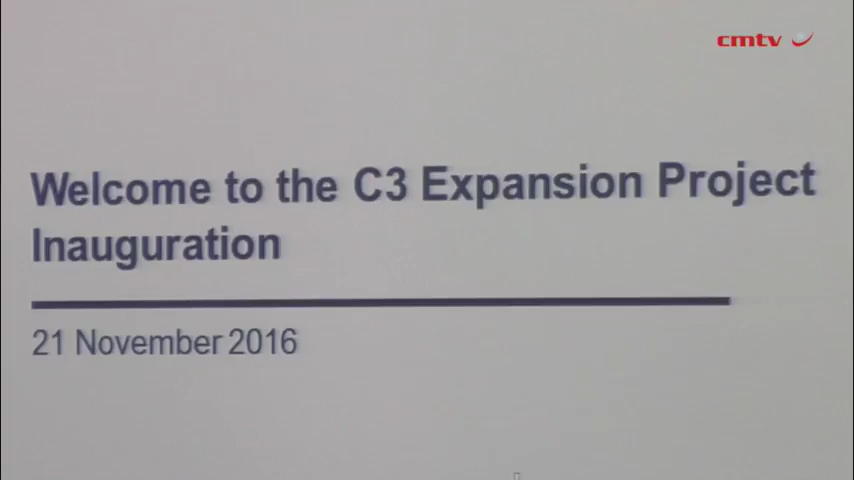 cmtv
Welcome to the C3 Expansion Project
Inauguration
21 November 2016